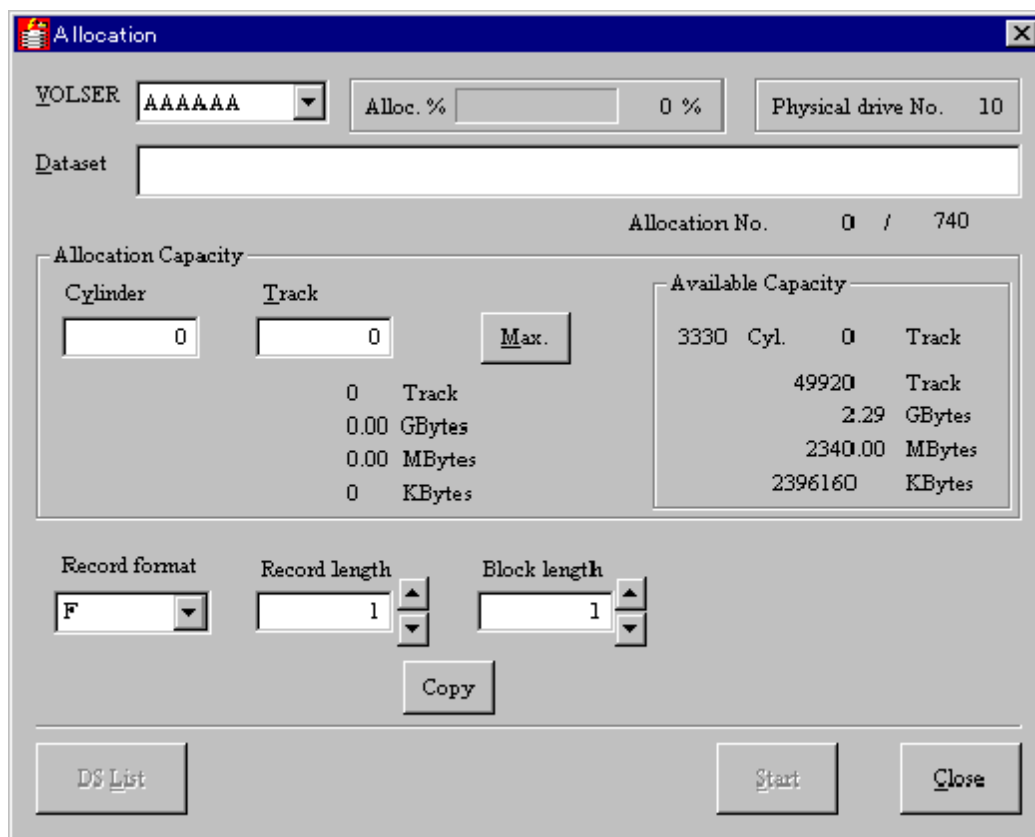 Allocation
VOLSER AAAAAA Alloc. % 0 % Physical drive No. 10
Dataset
Allocation No. 0 / 740
Allocation Capacity
Cylinder Track
0 0 Max.
0 Track
0.00 GBytes
0.00 MBytes
0 KBytes
Available Capacity
3330 Cyl. 0 Track
49920 Track
2.29 GBytes
2340.00 MBytes
2396160 KBytes
Record format Record length Block length
F 1 1
Copy
DS List Start Close